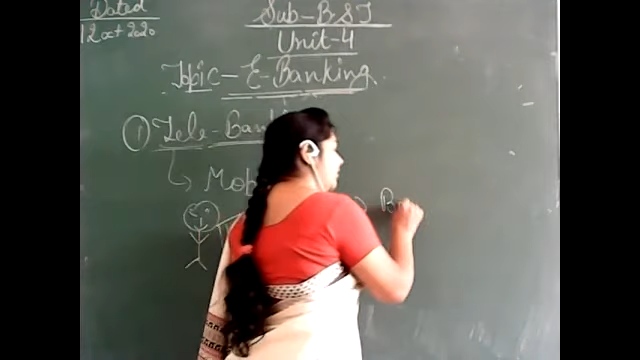 Dated
12 Oct 2020
Sub-BST
Unit-4
Topic-E-Banking
① Tele-Ban
Mob
B